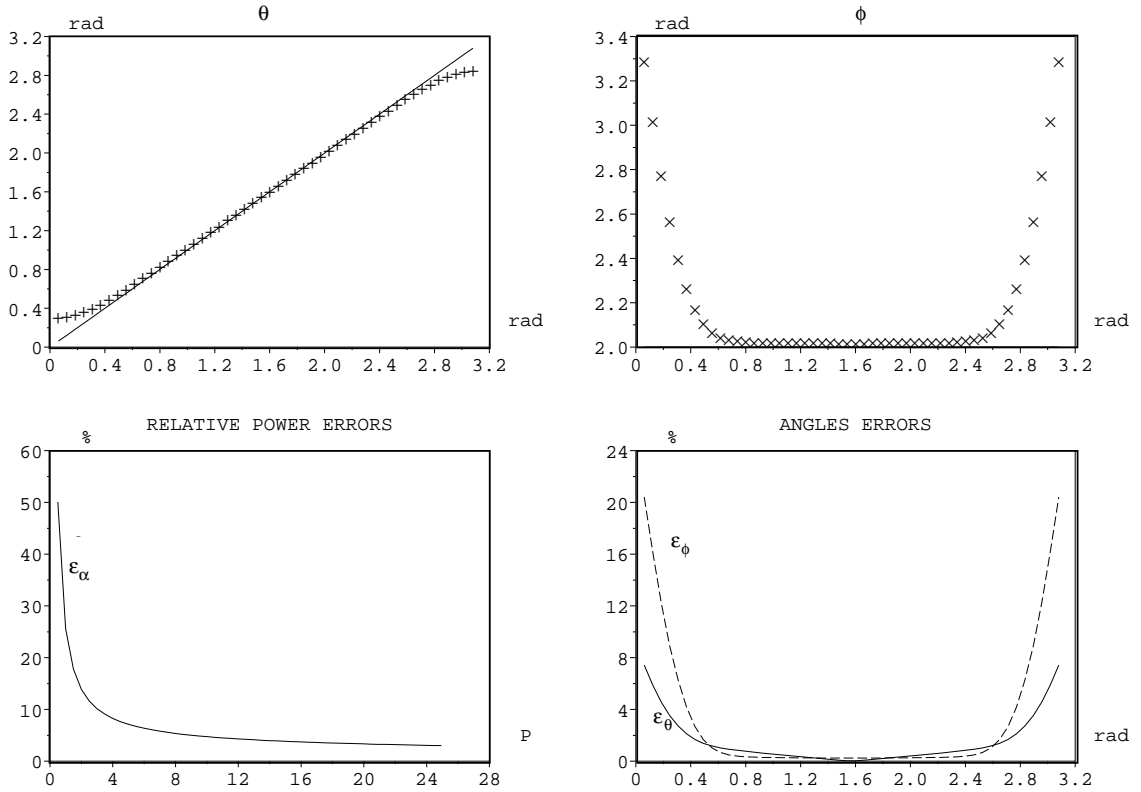 θ
rad
3.2
2.8
2.4
2.0
1.6
1.2
0.8
0.4
0
0 0.4 0.8 1.2 1.6 2.0 2.4 2.8 3.2
rad
ϕ
rad
3.4
3.2
3.0
2.8
2.6
2.4
2.2
2.0
0 0.4 0.8 1.2 1.6 2.0 2.4 2.8 3.2
rad
RELATIVE POWER ERRORS
%
60
50
40
30
20
10
0
ε_α
0 4 8 12 16 20 24 28
P
ANGLES ERRORS
%
24
20
16
12
8
4
0
ε_ϕ
ε_θ
0 0.4 0.8 1.2 1.6 2.0 2.4 2.8 3.2
rad